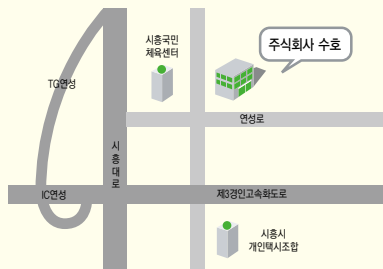 시흥국민
체육센터
주식회사 수호
TG연성
연성로
시흥대로
IC연성
제3경인고속화도로
시흥시
개인택시조합